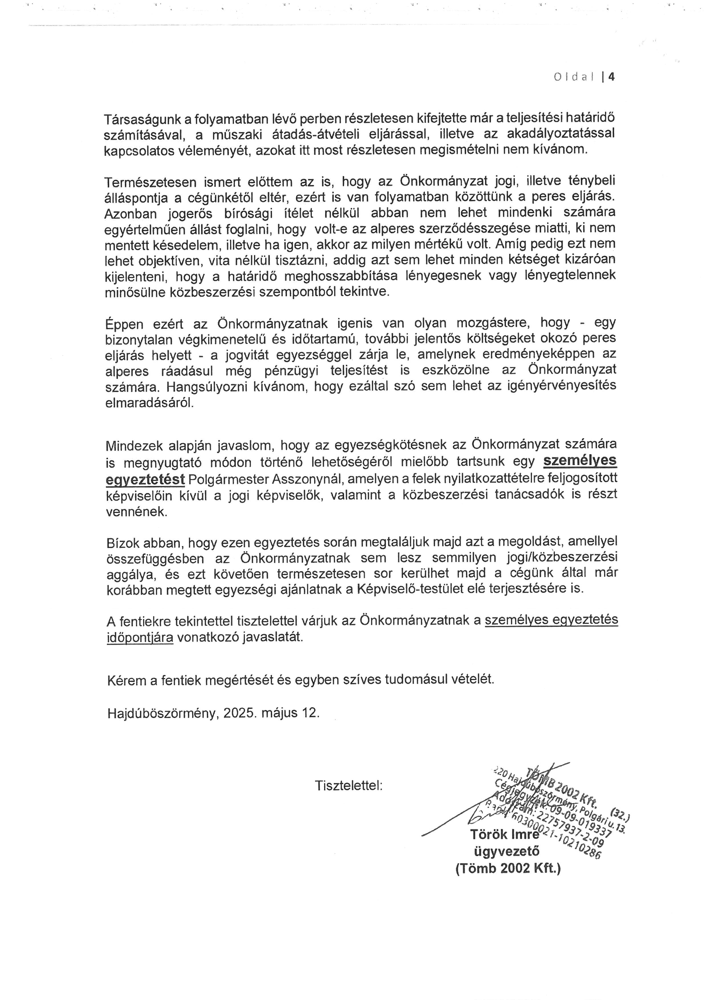 Oldal | 4
Társaságunk a folyamatban lévő perben részletesen kifejtette már a teljesítési határidő
számításával, a műszaki átadás-átvételi eljárással, illetve az akadályoztatással
kapcsolatos véleményét, azokat itt most részletesen megismételni nem kívánom.
Természetesen ismert előttem az is, hogy az Önkormányzat jogi, illetve ténybeli
álláspontja a cégünkétől eltér, ezért is van folyamatban közöttünk a peres eljárás.
Azonban jogerős bírósági ítélet nélkül abban nem lehet mindenki számára
egyértelműen állást foglalni, hogy volt-e az alperes szerződésszegése miatti, ki nem
mentett késedelem, illetve ha igen, akkor az milyen mértékű volt. Amíg pedig ezt nem
lehet objektíven, vita nélkül tisztázni, addig azt sem lehet minden kétséget kizáróan
kijelenteni, hogy a határidő meghosszabbítása lényegesnek vagy lényegtelennek
minősülne közbeszerzési szempontból tekintve.
Éppen ezért az Önkormányzatnak igenis van olyan mozgástere, hogy - egy
bizonytalan végkimenetelű és időtartamú, további jelentős költségeket okozó peres
eljárás helyett - a jogvitát egyezséggel zárja le, amelynek eredményeképpen az
alperes ráadásul még pénzügyi teljesítést is eszközölne az Önkormányzat
számára. Hangsúlyozni kívánom, hogy ezáltal szó sem lehet az igényérvényesítés
elmaradásáról.
Mindezek alapján javaslom, hogy az egyezségkötésnek az Önkormányzat számára
is megnyugtató módon történő lehetőségéről mielőbb tartsunk egy személyes
egyeztetést Polgármester Asszonynál, amelyen a felek nyilatkozattételre feljogosított
képviselőin kívül a jogi képviselők, valamint a közbeszerzési tanácsadók is részt
vennének.
Bízok abban, hogy ezen egyeztetés során megtaláljuk majd azt a megoldást, amellyel
összefüggésben az Önkormányzatnak sem lesz semmilyen jogi/közbeszerzési
aggálya, és ezt követően természetesen sor kerülhet majd a cégünk által már
korábban megtett egyezségi ajánlatnak a Képviselő-testület elé terjesztésére is.
A fentiekre tekintettel tisztelettel várjuk az Önkormányzatnak a személyes egyeztetés
időpontjára vonatkozó javaslatát.
Kérem a fentiek megértését és egyben szíves tudomásul vételét.
Hajdúböszörmény, 2025. május 12.
Tisztelettel:
TÖMB 2002 Kft.
220 Hajdúböszörmény, Polgári u. 13.
(32.)
Cégjegyzék: 09-09-019337
Adószám: 22757937-2-09
60300021-10210286
Török Imre
ügyvezető
(Tömb 2002 Kft.)